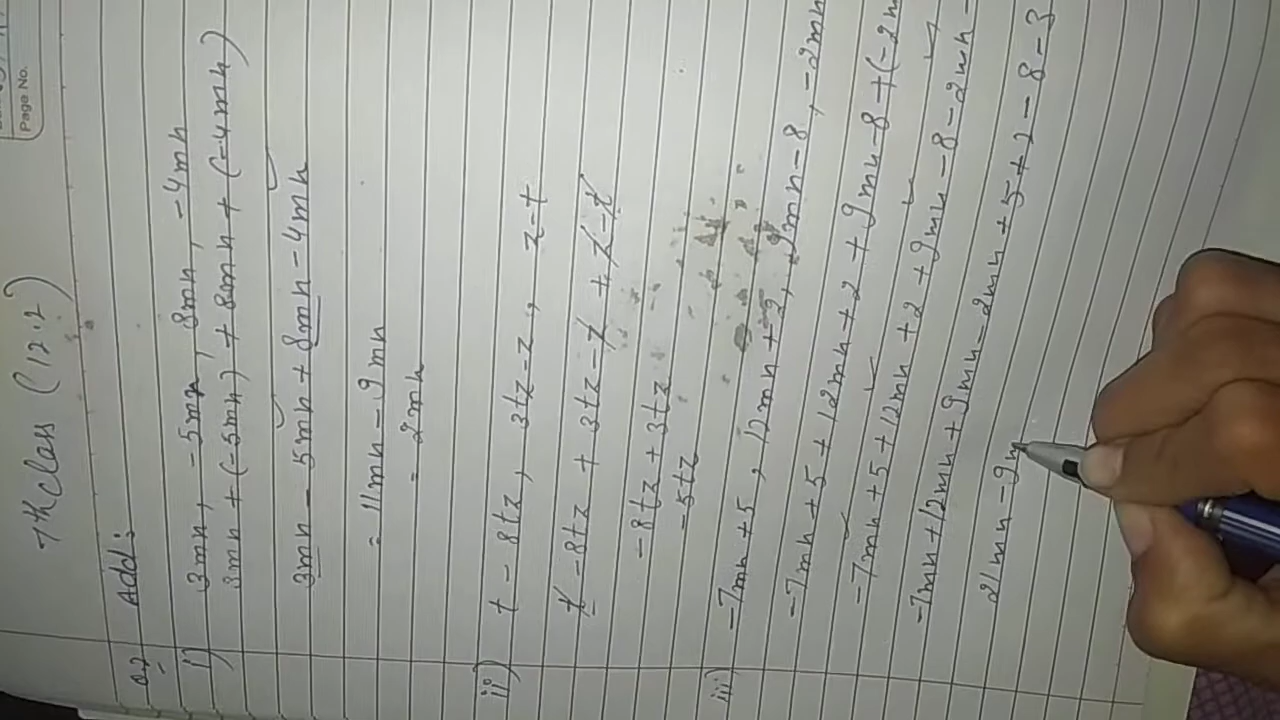 Page No.
7th class (12.2)
Q.2 Add:
i) 3mn, -5mn, 8mn, -4mn
3mn + (-5mn) + 8mn + (-4mn)
3mn - 5mn + 8mn - 4mn
= 11mn - 9mn
= 2mn
ii) t - 8tz, 3tz - z, z - t
t - 8tz + 3tz - z + z - t
- 8tz + 3tz
- 5tz
iii) -7mn + 5, 12mn + 2, 9mn - 8, -2mn
-7mn + 5 + 12mn + 2 + 9mn - 8 + (-2m
-7mn + 5 + 12mn + 2 + 9mn - 8 - 2mn -
-7mn + 12mn + 9mn - 2mn + 5 + 2 - 8 - 3
21mn - 9m